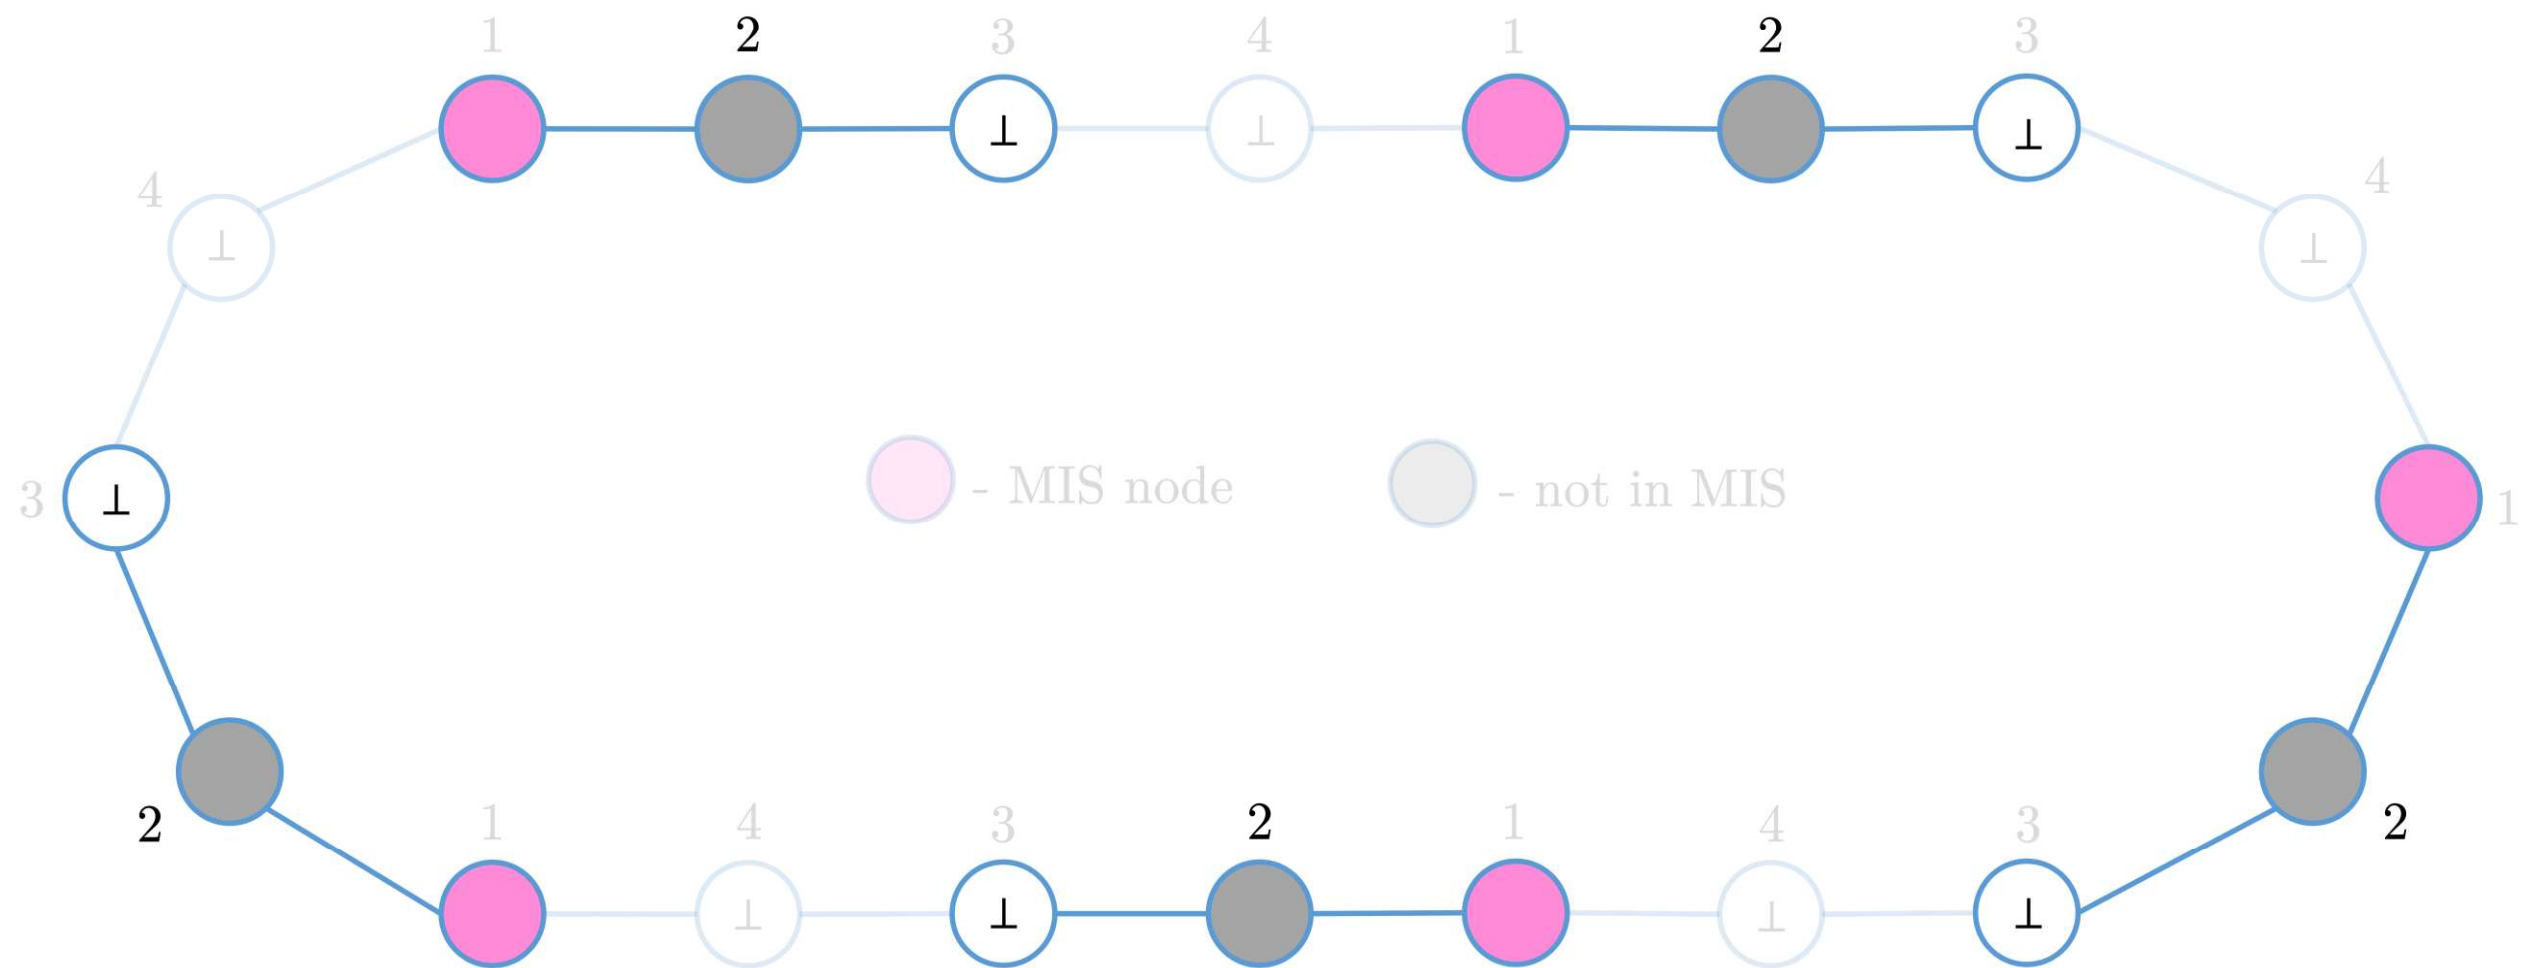 1 2 3 4 1 2 3
4 4
⊥ ⊥ ⊥
⊥ ⊥
3 ⊥ - MIS node - not in MIS 1
2 2
1 4 3 2 1 4 3
⊥ ⊥ ⊥ ⊥